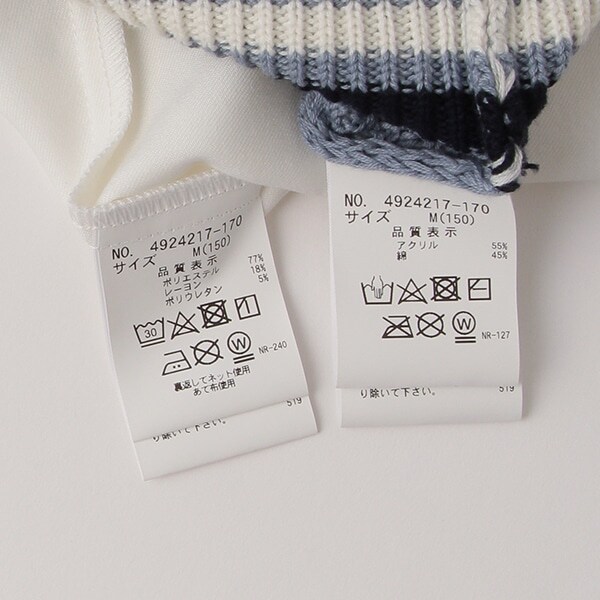 NO. 4924217-170
サイズ M(150)
品質表示
ポリエステル 77%
レーヨン 18%
ポリウレタン 5%
30
W
NR-240
裏返してネット使用
あて布使用
519
り除いて下さい。
NO. 4924217-170
サイズ M(150)
品質表示
アクリル 55%
綿 45%
W
NR-127
519
り除いて下さい。